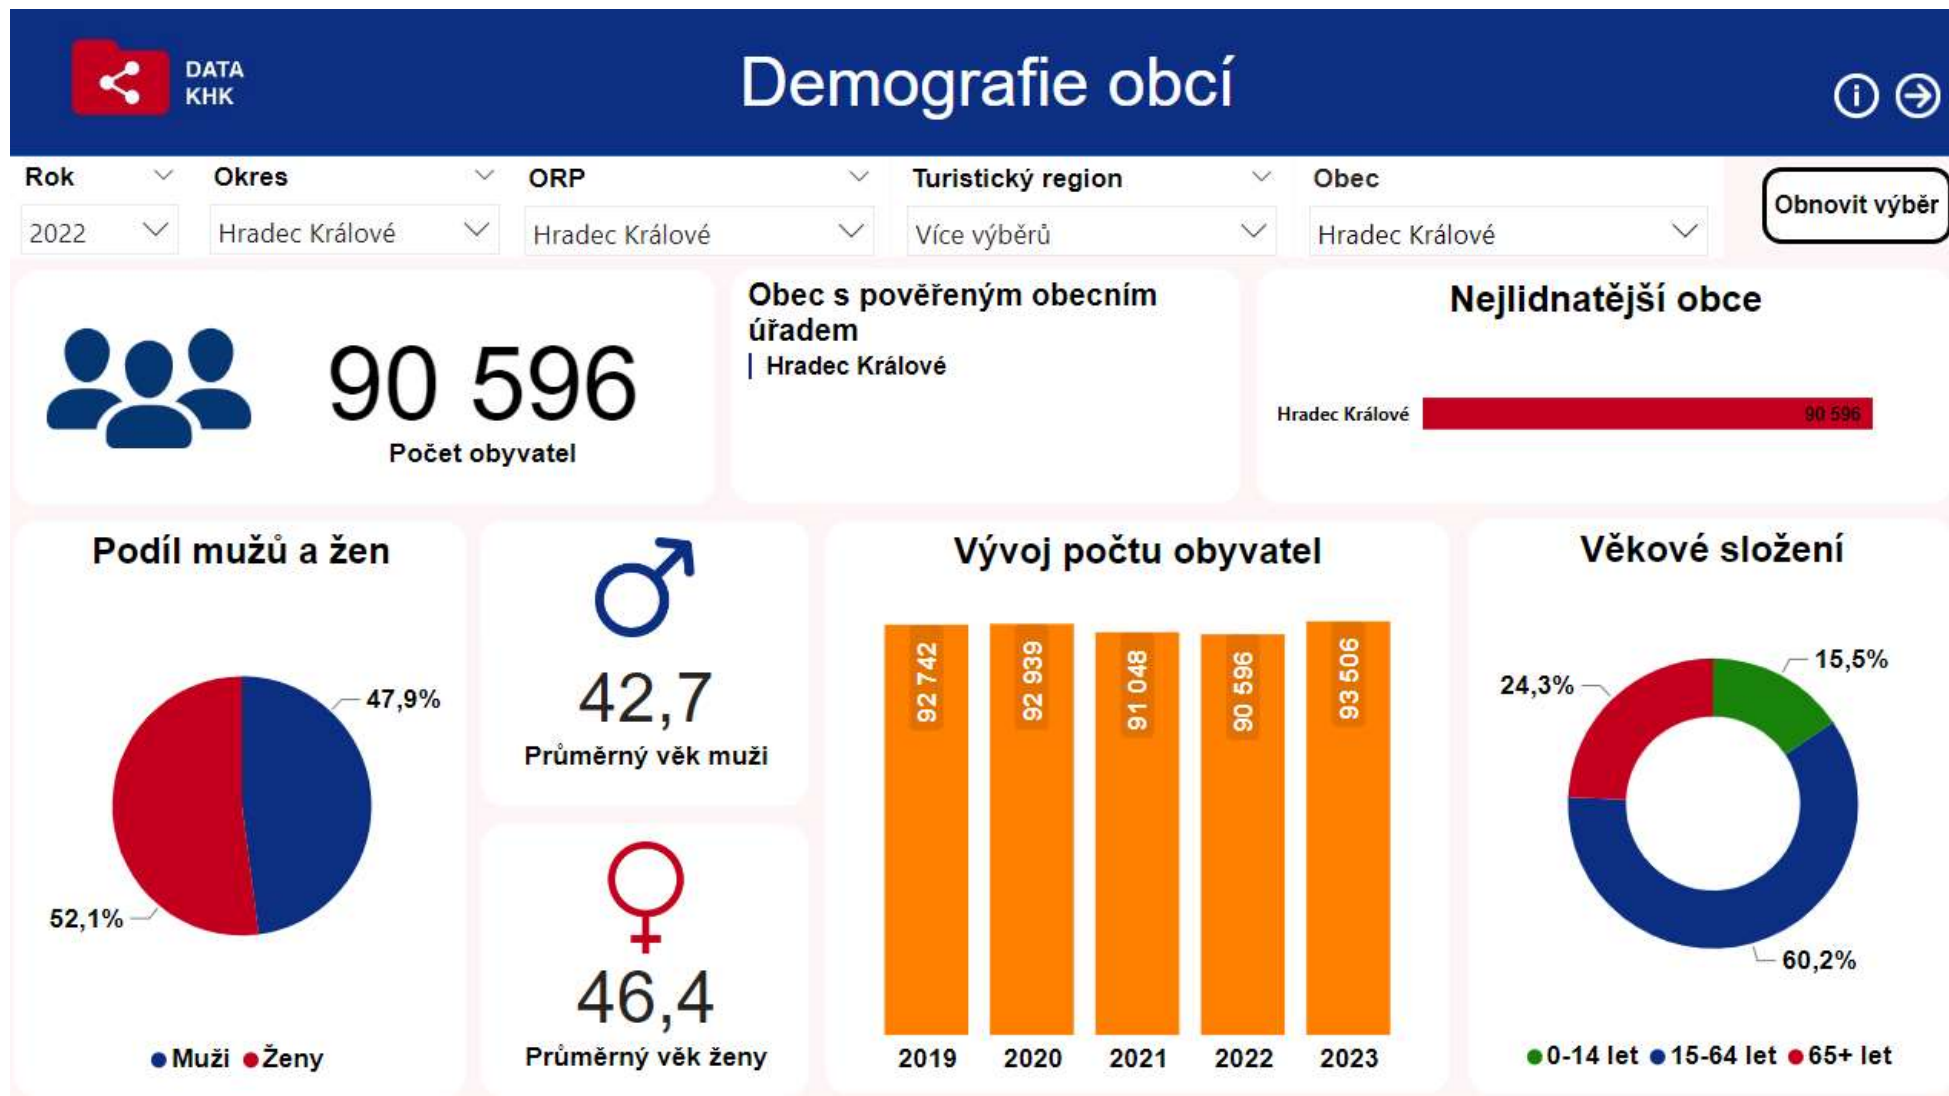 DATA
KHK
Demografie obcí
Rok
Okres
ORP
Turistický region
Obec
2022
Hradec Králové
Hradec Králové
Více výběrů
Hradec Králové
Obnovit výběr
90 596
Počet obyvatel
Obec s pověřeným obecním
úřadem
Hradec Králové
Nejlidnatější obce
Hradec Králové
90 596
Podíl mužů a žen
47,9%
52,1%
Muži
Ženy
42,7
Průměrný věk muži
46,4
Průměrný věk ženy
Vývoj počtu obyvatel
92 742
92 939
91 048
90 596
93 506
2019
2020
2021
2022
2023
Věkové složení
15,5%
24,3%
60,2%
0-14 let
15-64 let
65+ let